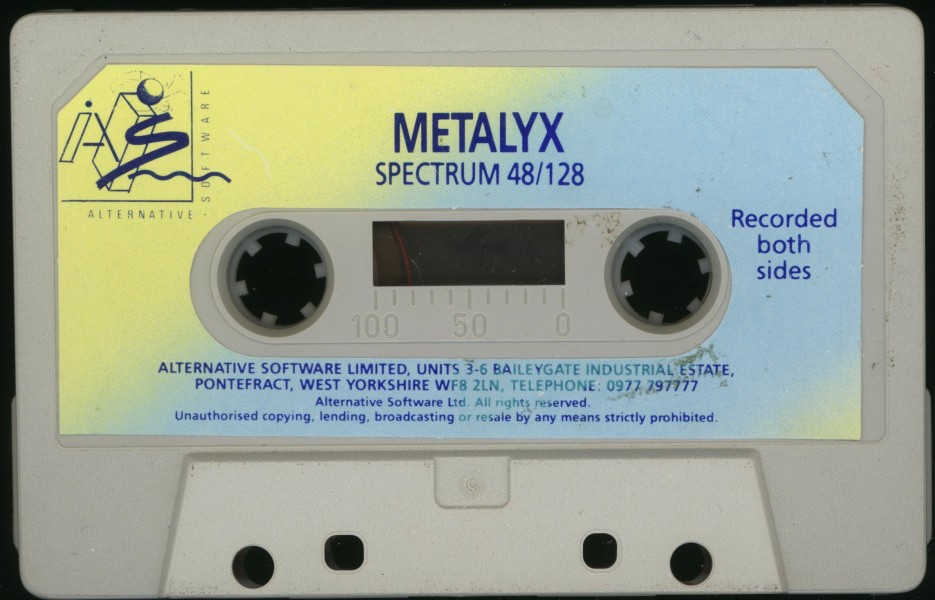 METALYX
SPECTRUM 48/128
iAS
SOFTWARE
ALTERNATIVE
Recorded
both
sides
100 50 0
ALTERNATIVE SOFTWARE LIMITED, UNITS 3-6 BAILEYGATE INDUSTRIAL ESTATE,
PONTEFRACT, WEST YORKSHIRE WF8 2LN, TELEPHONE: 0977 797777
Alternative Software Ltd. All rights reserved.
Unauthorised copying, lending, broadcasting or resale by any means strictly prohibited.